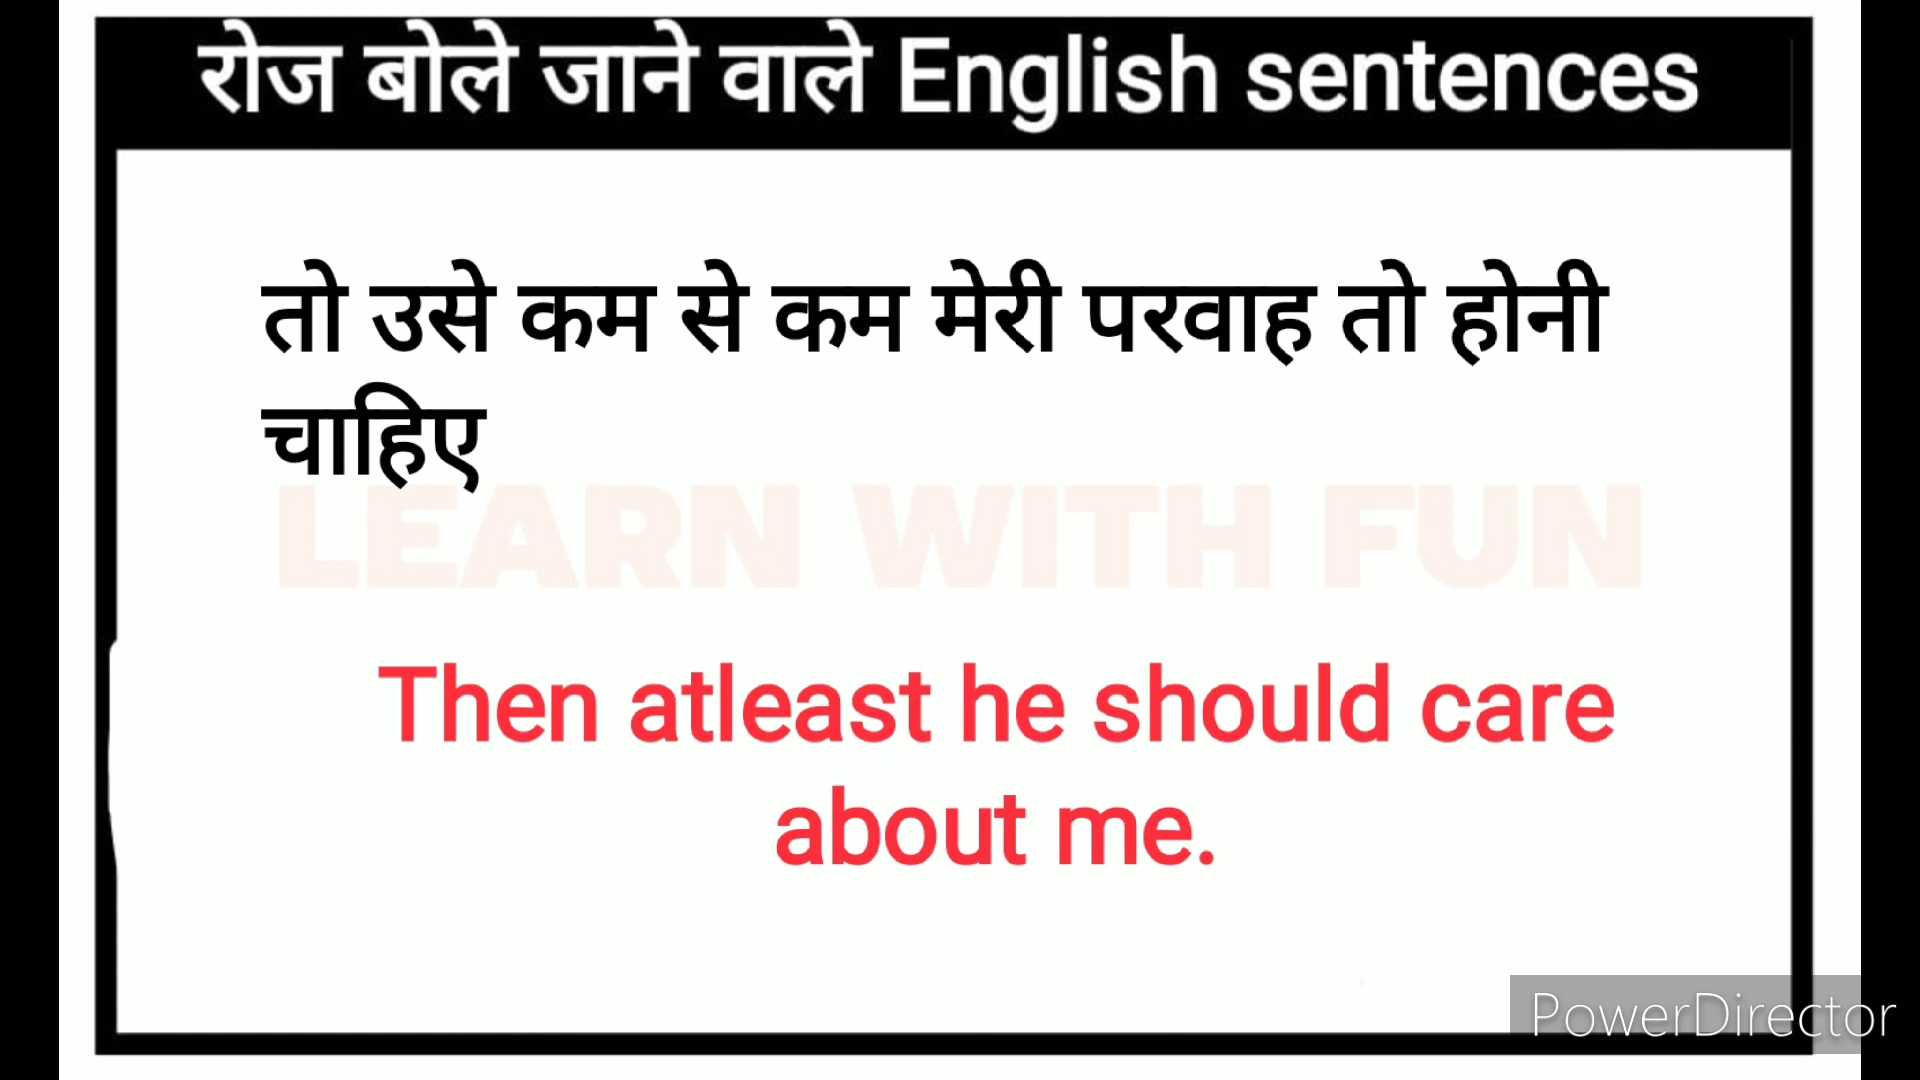 रोज बोले जाने वाले English sentences
तो उसे कम से कम मेरी परवाह तो होनी
चाहिए
LEARN WITH FUN
Then atleast he should care
about me.
PowerDirector